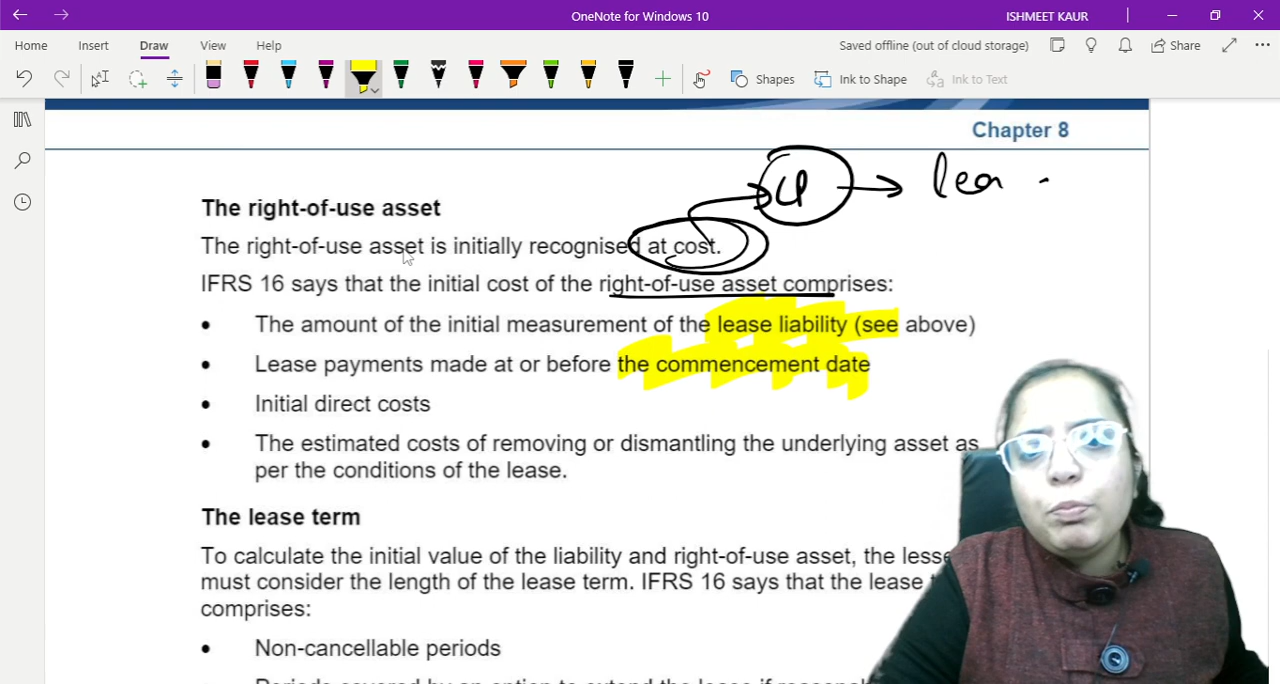 OneNote for Windows 10
ISHMEET KAUR
Home Insert Draw View Help
Saved offline (out of cloud storage)
Share
Shapes
Ink to Shape
Ink to Text
Chapter 8
lea
The right-of-use asset
The right-of-use asset is initially recognised at cost.
IFRS 16 says that the initial cost of the right-of-use asset comprises:
• The amount of the initial measurement of the lease liability (see above)
• Lease payments made at or before the commencement date
• Initial direct costs
• The estimated costs of removing or dismantling the underlying asset as
per the conditions of the lease.
The lease term
To calculate the initial value of the liability and right-of-use asset, the
must consider the length of the lease term. IFRS 16 says that the lease
comprises:
• Non-cancellable periods